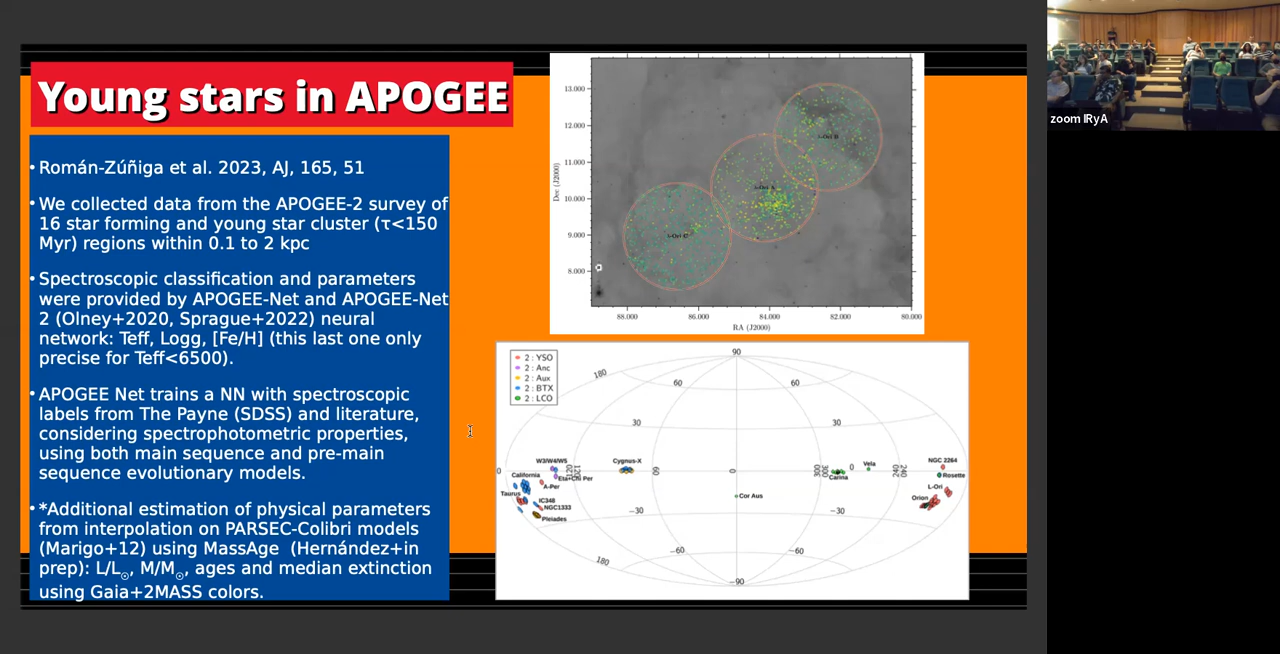 Young stars in APOGEE
• Román-Zúñiga et al. 2023, AJ, 165, 51
• We collected data from the APOGEE-2 survey of
16 star forming and young star cluster (τ<150
Myr) regions within 0.1 to 2 kpc
• Spectroscopic classification and parameters
were provided by APOGEE-Net and APOGEE-Net
2 (Olney+2020, Sprague+2022) neural
network: Teff, Logg, [Fe/H] (this last one only
precise for Teff<6500).
• APOGEE Net trains a NN with spectroscopic
labels from The Payne (SDSS) and literature,
considering spectrophotometric properties,
using both main sequence and pre-main
sequence evolutionary models.
• *Additional estimation of physical parameters
from interpolation on PARSEC-Colibri models
(Marigo+12) using MassAge (Hernández+in
prep): L/L☉, M/M☉, ages and median extinction
using Gaia+2MASS colors.
13.000
12.000
11.000
10.000
9.000
8.000
Dec (J2000)
λ-Ori B
λ-Ori A
λ-Ori C
88.000 86.000 84.000 82.000 80.000
RA (J2000)
2 : YSO
2 : Anc
2 : Aux
2 : BTX
2 : LCO
90
180
60 60
30 30
W3/W4/W5
Cygnus-X
Vela
NGC 2264
0
120
60
0
300
0
240
California
Eta+Chi Per
Carina
Rosette
A-Per
L-Ori
Taurus
IC348
Cor Aus
Orion
NGC1333
Pleiades
−30 −30
−60 −60
180
−90
zoom IRyA